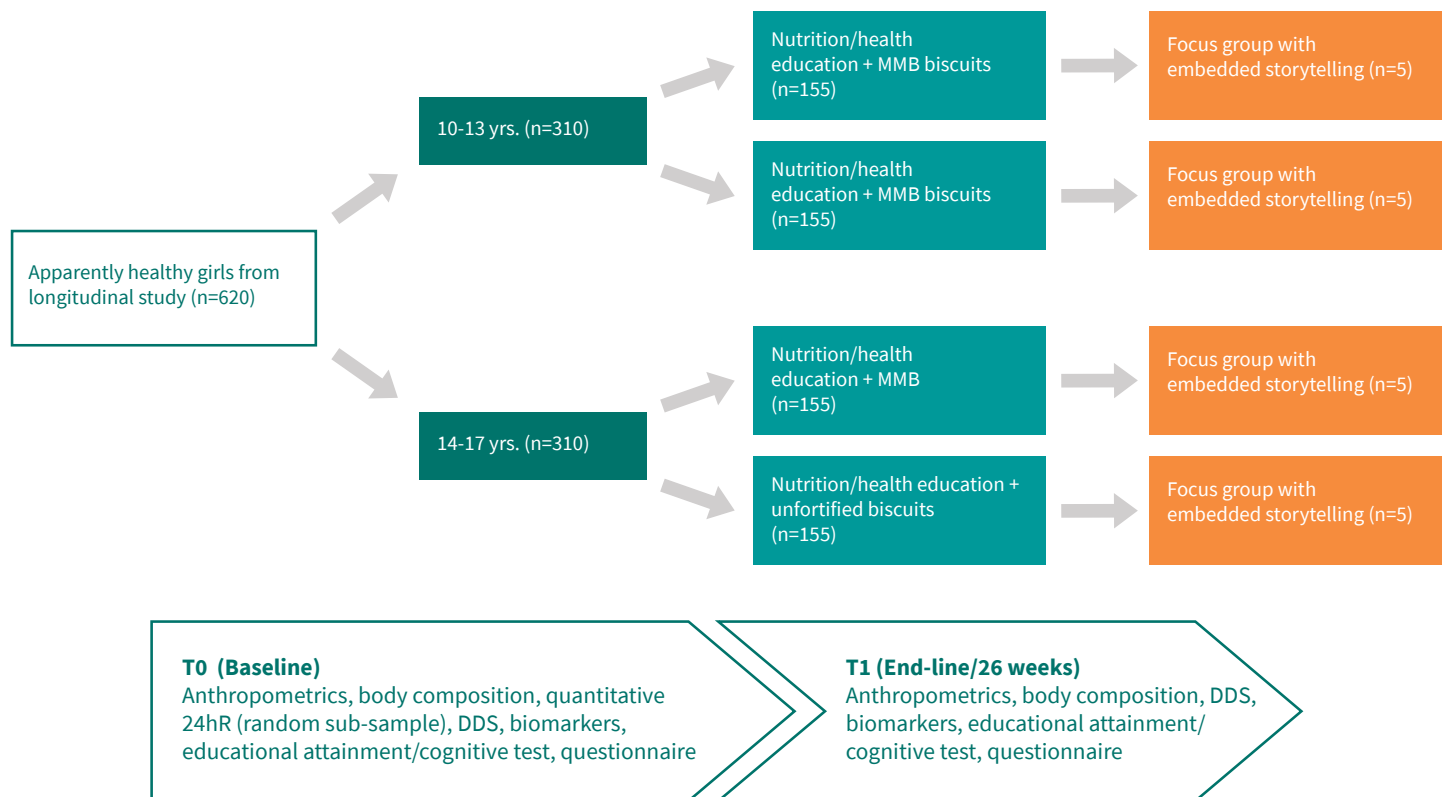 Nutrition/health
education + MMB biscuits
(n=155)
Focus group with
embedded storytelling (n=5)
10-13 yrs. (n=310)
Nutrition/health
education + MMB biscuits
(n=155)
Focus group with
embedded storytelling (n=5)
Apparently healthy girls from
longitudinal study (n=620)
Nutrition/health
education + MMB
(n=155)
Focus group with
embedded storytelling (n=5)
14-17 yrs. (n=310)
Nutrition/health education +
unfortified biscuits
(n=155)
Focus group with
embedded storytelling (n=5)
T0 (Baseline)
Anthropometrics, body composition, quantitative
24hR (random sub-sample), DDS, biomarkers,
educational attainment/cognitive test, questionnaire
T1 (End-line/26 weeks)
Anthropometrics, body composition, DDS,
biomarkers, educational attainment/
cognitive test, questionnaire